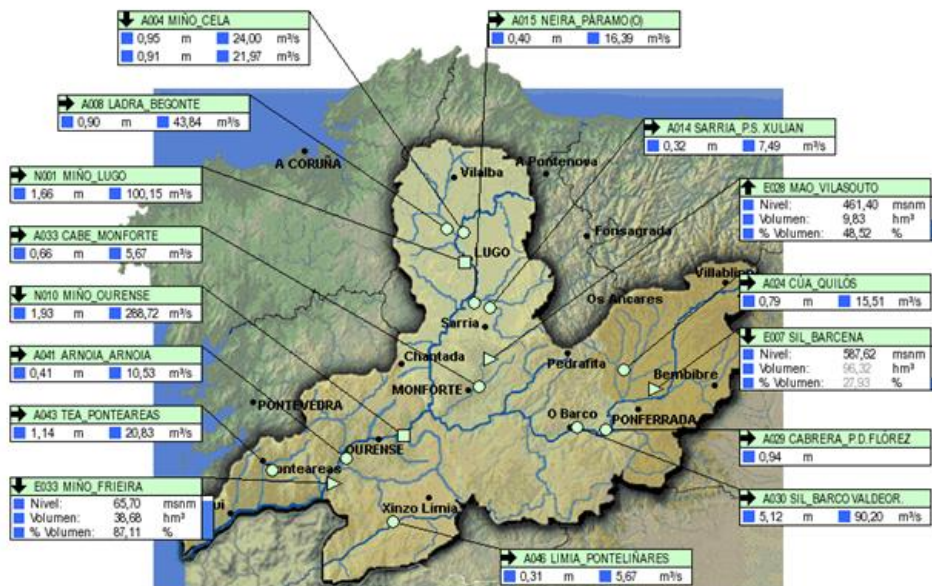 A004 MIÑO_CELA
0,95 m 24,00 m³/s
0,91 m 21,97 m³/s
A015 NEIRA_PÁRAMO(O)
0,40 m 16,39 m³/s
A008 LADRA_BEGONTE
0,90 m 43,84 m³/s
A014 SARRIA_P.S. XULIAN
0,32 m 7,49 m³/s
N001 MIÑO_LUGO
1,66 m 100,15 m³/s
E028 MAO_VILASOUTO
Nivel: 461,40 msnm
Volumen: 9,83 hm³
% Volumen: 48,52 %
A033 CABE_MONFORTE
0,66 m 5,67 m³/s
A024 CÚA_QUILÓS
0,79 m 15,51 m³/s
N010 MIÑO_OURENSE
1,93 m 288,72 m³/s
E007 SIL_BARCENA
Nivel: 587,62 msnm
Volumen: 96,32 hm³
% Volumen: 27,93 %
A041 ARNOIA_ARNOIA
0,41 m 10,53 m³/s
A043 TEA_PONTEAREAS
1,14 m 20,83 m³/s
A029 CABRERA_P.D.FLÓREZ
0,94 m
E033 MIÑO_FRIEIRA
Nivel: 65,70 msnm
Volumen: 38,68 hm³
% Volumen: 87,11 %
A030 SIL_BARCO VALDEOR.
5,12 m 90,20 m³/s
A046 LIMIA_PONTELIÑARES
0,31 m 5,67 m³/s
A CORUÑA
A Pontenova
Vilalba
Fonsagrada
LUGO
Villablino
Os Ancares
Sarria
Chantada
Pedrafita
Bembibre
MONFORTE
PONTEVEDRA
O Barco
PONFERRADA
OURENSE
Ponteareas
Xinzo Limia
ui